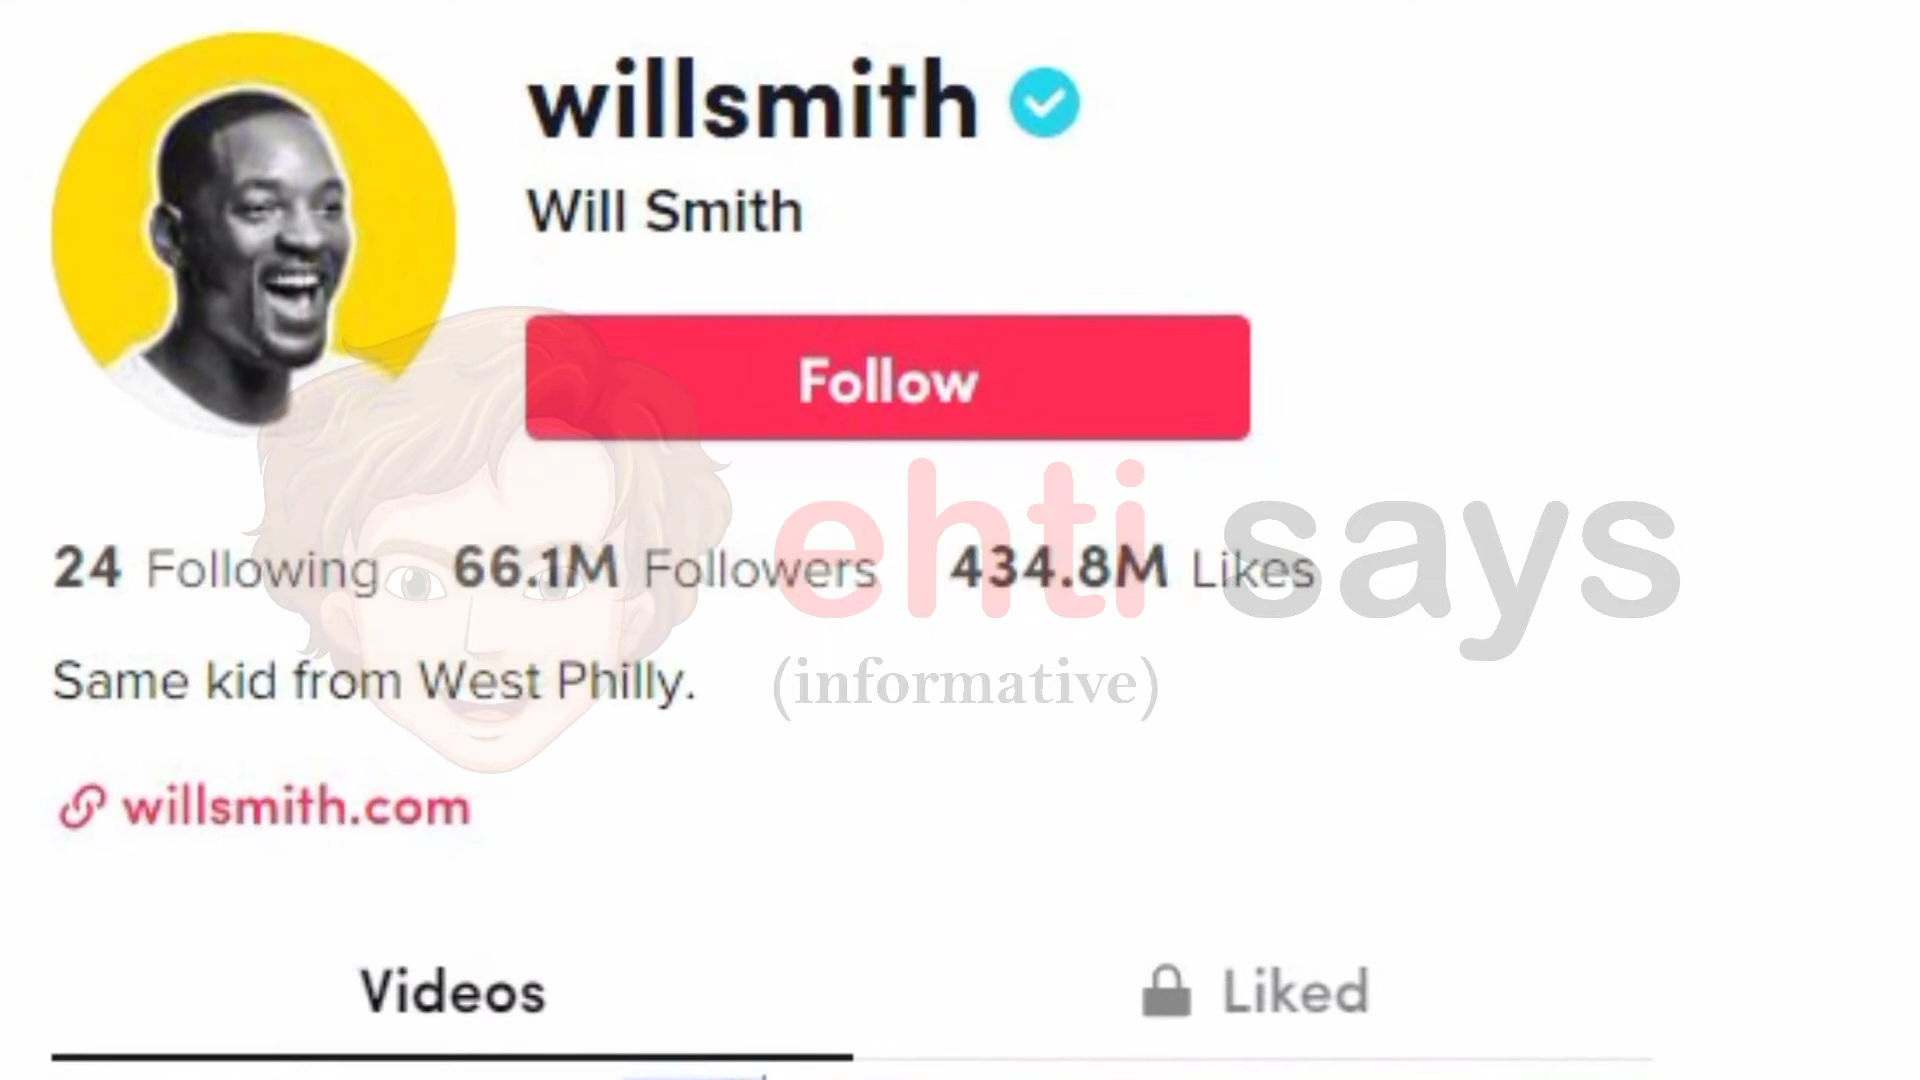 willsmith
Will Smith
Follow
ehti says
24 Following 66.1M Followers 434.8M Likes
(informative)
Same kid from West Philly.
willsmith.com
Videos
Liked